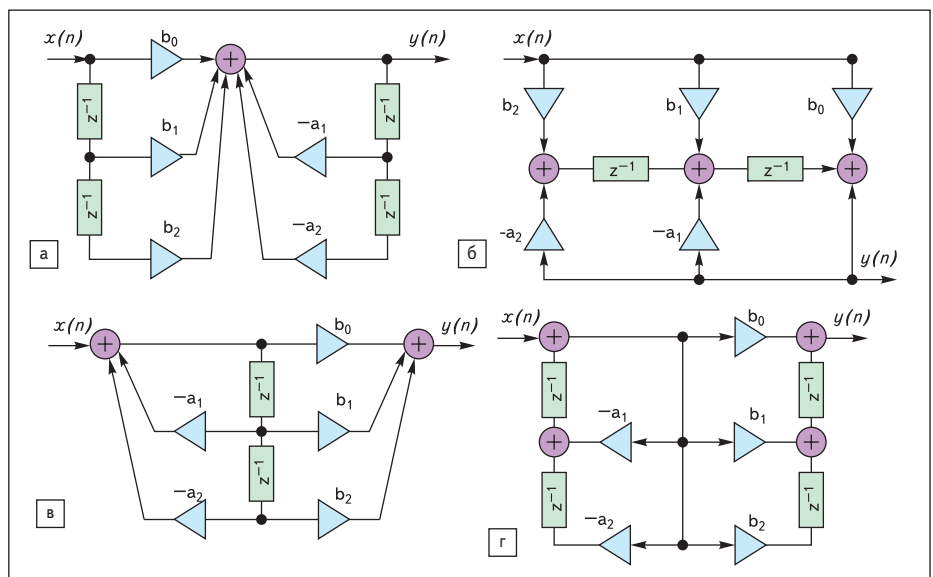 x(n)
b₀
y(n)
z⁻¹
z⁻¹
b₁
−a₁
z⁻¹
z⁻¹
b₂
−a₂
а
x(n)
b₂
b₁
b₀
z⁻¹
z⁻¹
-a₂
−a₁
y(n)
б
x(n)
b₀
y(n)
z⁻¹
−a₁
b₁
z⁻¹
−a₂
b₂
в
x(n)
b₀
y(n)
z⁻¹
z⁻¹
−a₁
b₁
z⁻¹
z⁻¹
−a₂
b₂
г